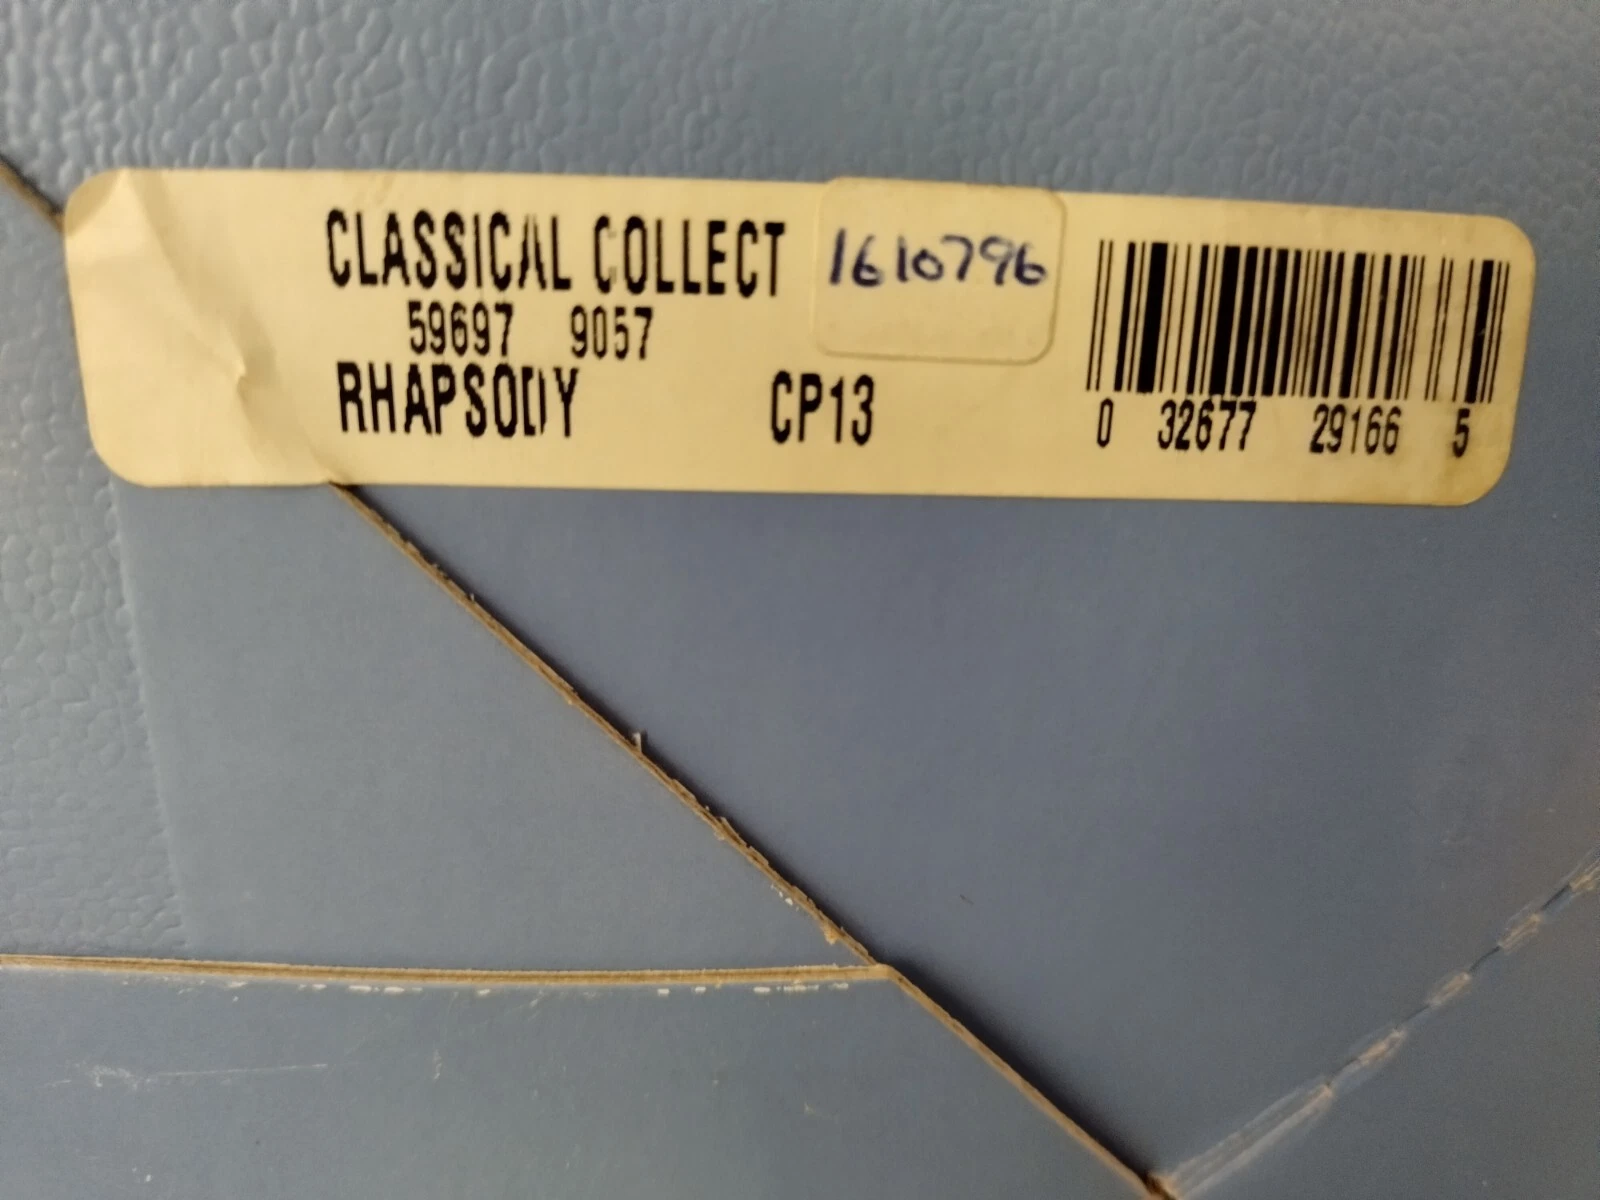 CLASSICAL COLLECT
1610796
59697 9057
RHAPSODY CP13
0 32677 29166 5